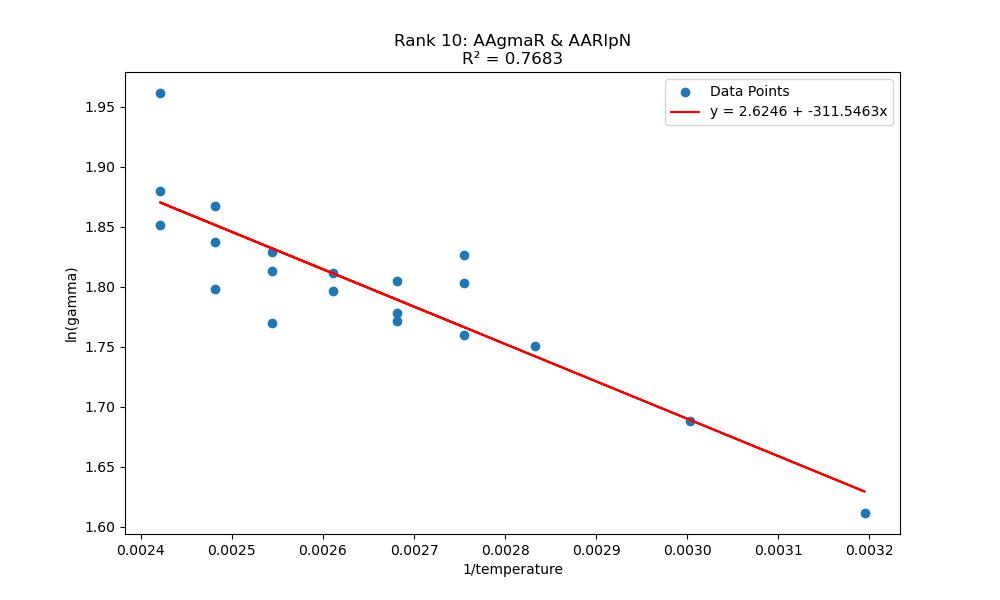 Rank 10: AAgmaR & AARlpN
R² = 0.7683
Data Points
y = 2.6246 + -311.5463x
ln(gamma)
1.95
1.90
1.85
1.80
1.75
1.70
1.65
1.60
0.0024 0.0025 0.0026 0.0027 0.0028 0.0029 0.0030 0.0031 0.0032
1/temperature